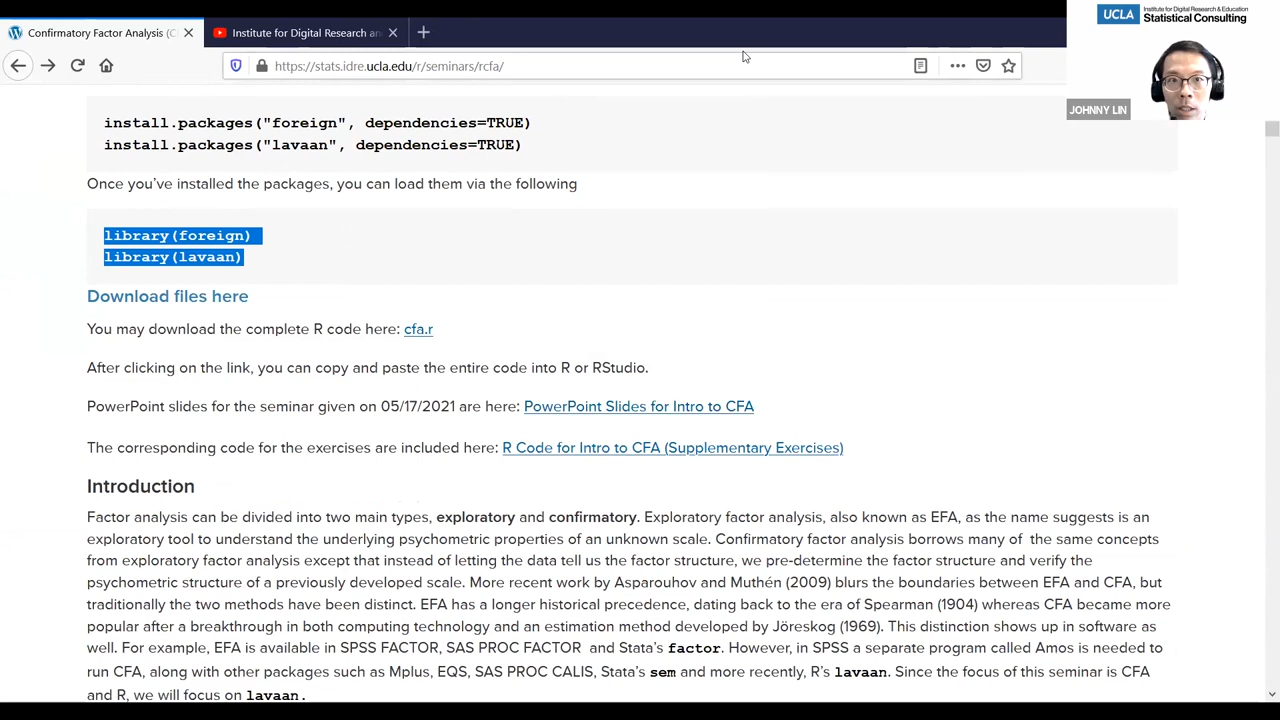 Confirmatory Factor Analysis (C
Institute for Digital Research an
https://stats.idre.ucla.edu/r/seminars/rcfa/
UCLA
Institute for Digital Research & Education
Statistical Consulting
JOHNNY LIN
install.packages("foreign", dependencies=TRUE)
install.packages("lavaan", dependencies=TRUE)
Once you've installed the packages, you can load them via the following
library(foreign)
library(lavaan)
Download files here
You may download the complete R code here: cfa.r
After clicking on the link, you can copy and paste the entire code into R or RStudio.
PowerPoint slides for the seminar given on 05/17/2021 are here: PowerPoint Slides for Intro to CFA
The corresponding code for the exercises are included here: R Code for Intro to CFA (Supplementary Exercises)
Introduction
Factor analysis can be divided into two main types, exploratory and confirmatory. Exploratory factor analysis, also known as EFA, as the name suggests is an
exploratory tool to understand the underlying psychometric properties of an unknown scale. Confirmatory factor analysis borrows many of the same concepts
from exploratory factor analysis except that instead of letting the data tell us the factor structure, we pre-determine the factor structure and verify the
psychometric structure of a previously developed scale. More recent work by Asparouhov and Muthén (2009) blurs the boundaries between EFA and CFA, but
traditionally the two methods have been distinct. EFA has a longer historical precedence, dating back to the era of Spearman (1904) whereas CFA became more
popular after a breakthrough in both computing technology and an estimation method developed by Jöreskog (1969). This distinction shows up in software as
well. For example, EFA is available in SPSS FACTOR, SAS PROC FACTOR and Stata's factor. However, in SPSS a separate program called Amos is needed to
run CFA, along with other packages such as Mplus, EQS, SAS PROC CALIS, Stata's sem and more recently, R's lavaan. Since the focus of this seminar is CFA
and R, we will focus on lavaan.